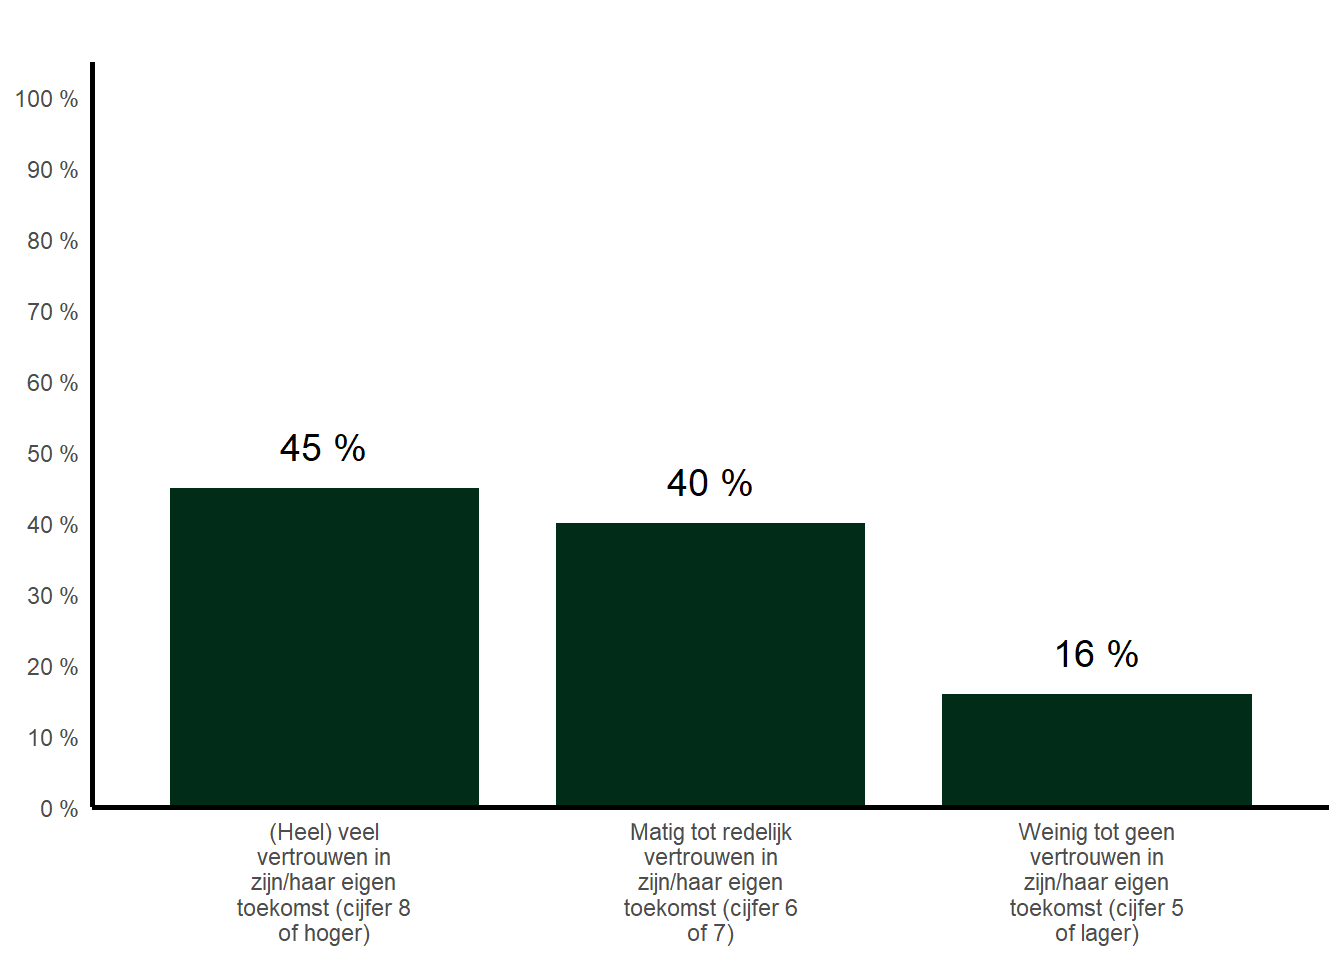 100 %
90 %
80 %
70 %
60 %
50 %
40 %
30 %
20 %
10 %
0 %
45 %
40 %
16 %
(Heel) veel
vertrouwen in
zijn/haar eigen
toekomst (cijfer 8
of hoger)
Matig tot redelijk
vertrouwen in
zijn/haar eigen
toekomst (cijfer 6
of 7)
Weinig tot geen
vertrouwen in
zijn/haar eigen
toekomst (cijfer 5
of lager)